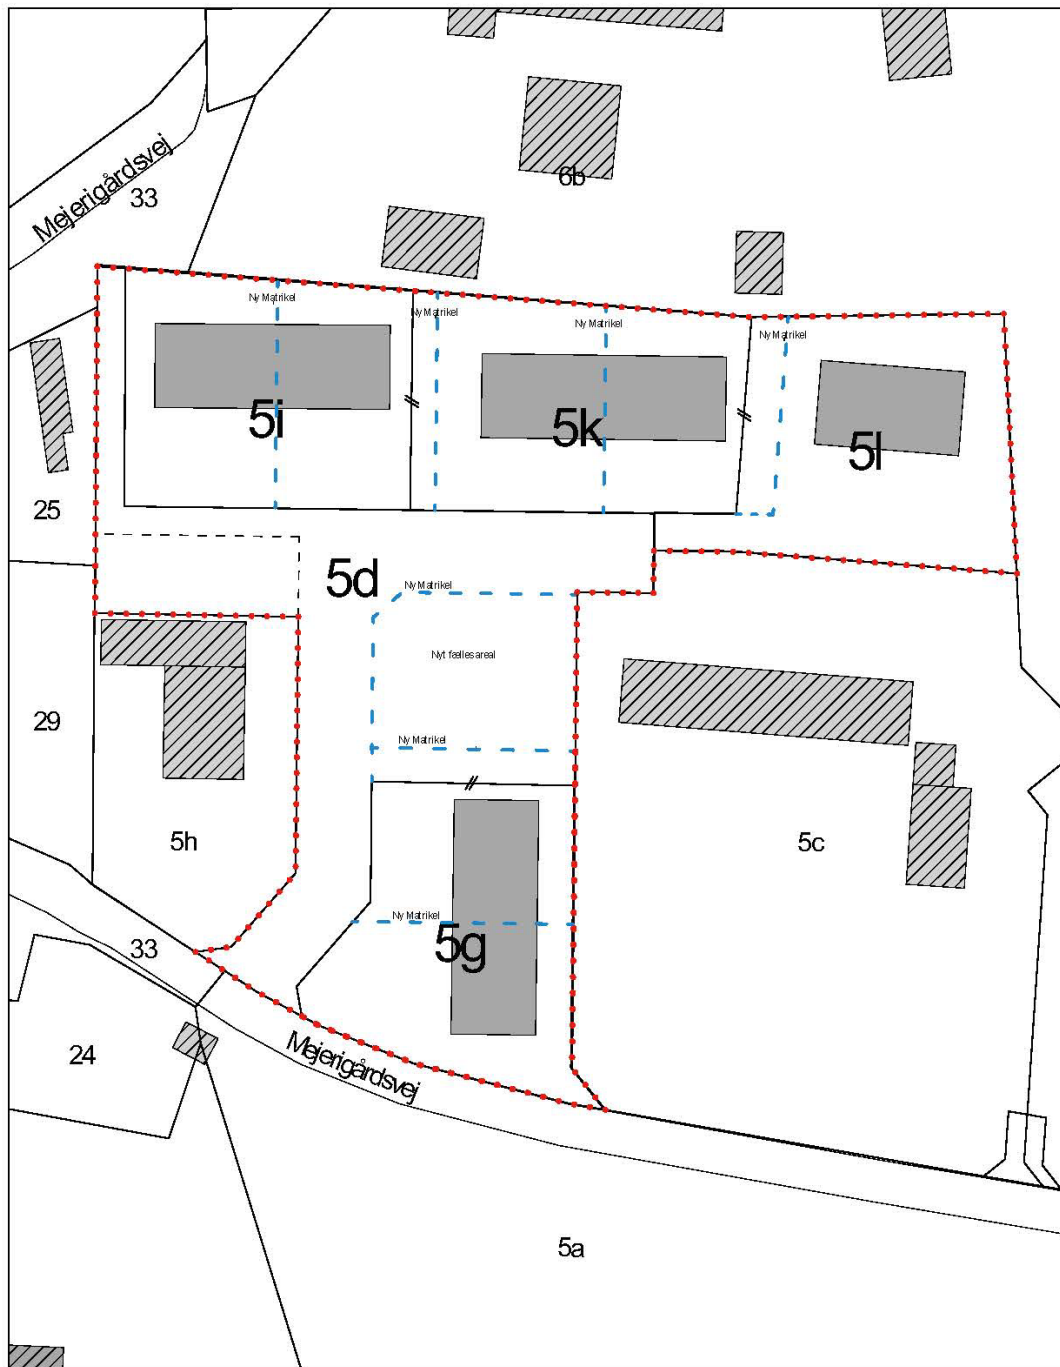 6b
Mejerigårdsvej
33
Ny Matrikel
Ny Matrikel
Ny Matrikel
Ny Matrikel
5i
5k
5l
25
5d
Ny Matrikel
Nyt fællesareal
29
Ny Matrikel
5h
5c
Ny Matrikel
33
5g
24
Mejerigårdsvej
5a